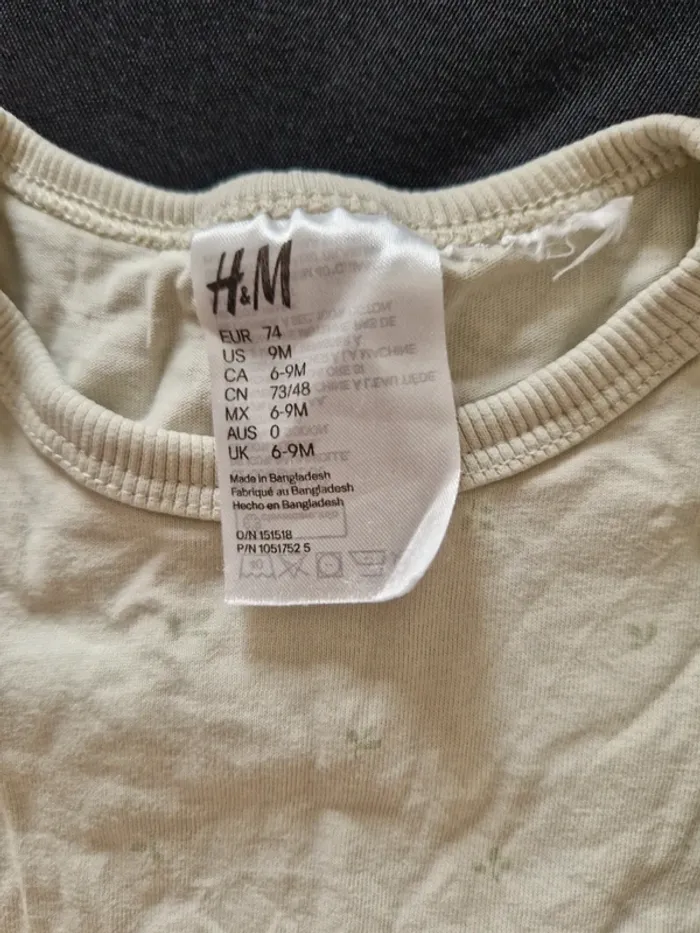 H&M
EUR 74
US 9M
CA 6-9M
CN 73/48
MX 6-9M
AUS 0
UK 6-9M
Made in Bangladesh
Fabriqué au Bangladesh
Hecho en Bangladesh
O/N 151518
P/N 1051752 5